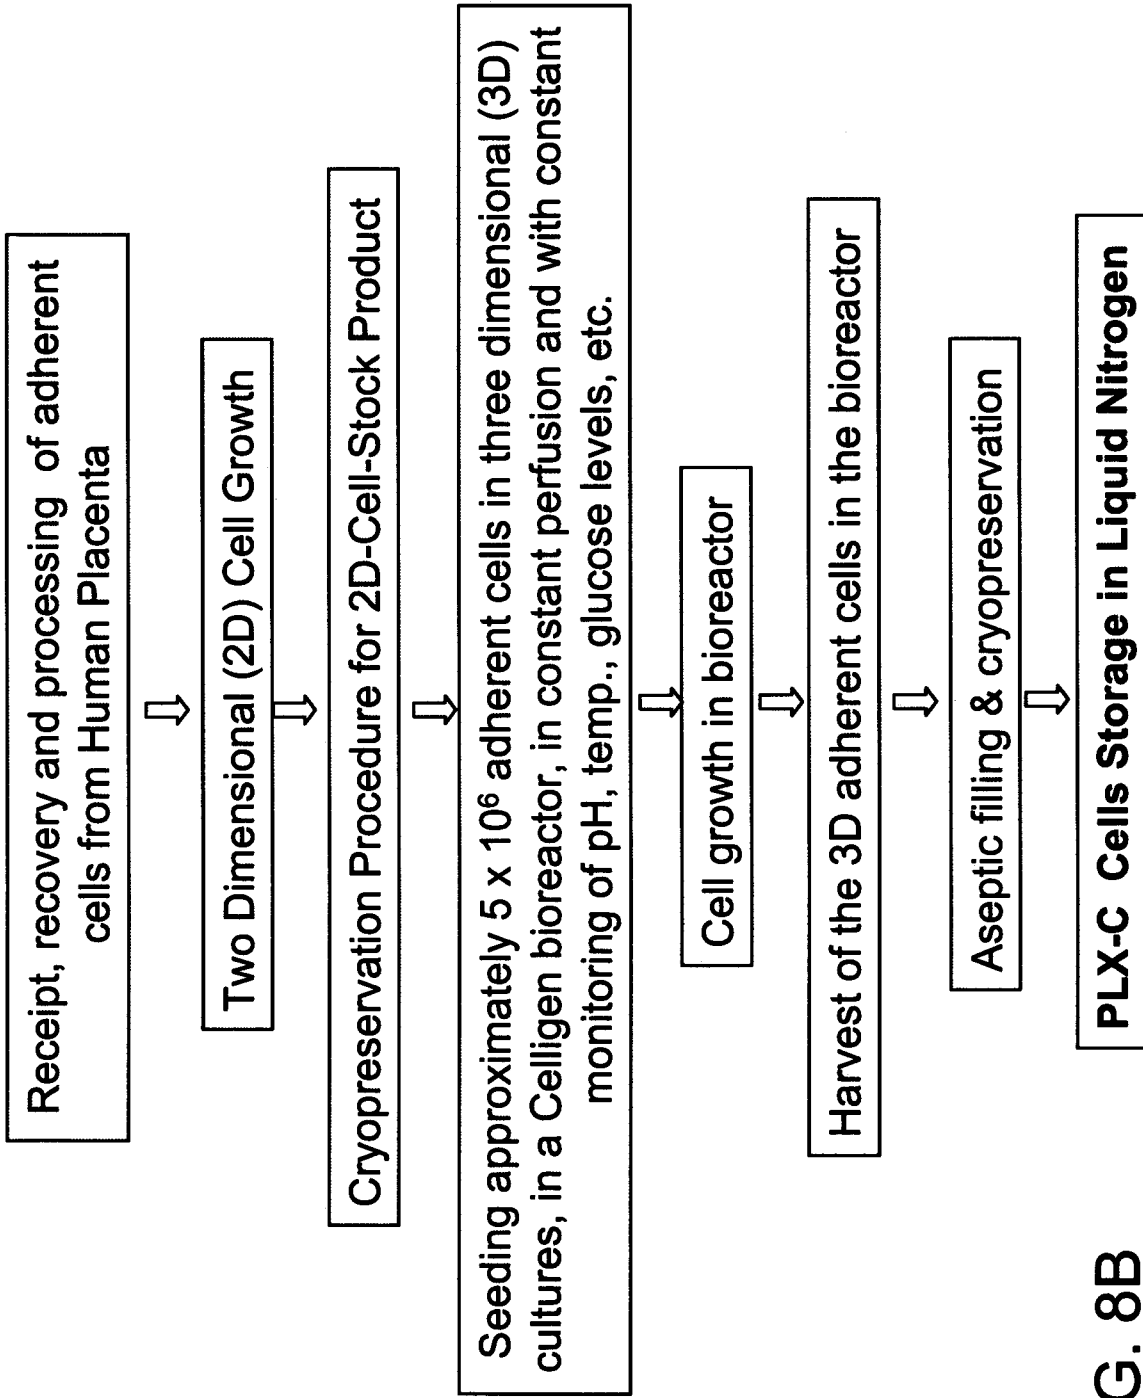 Receipt, recovery and processing of adherent
cells from Human Placenta
Two Dimensional (2D) Cell Growth
Cryopreservation Procedure for 2D-Cell-Stock Product
Seeding approximately 5 x 10⁶ adherent cells in three dimensional (3D)
cultures, in a Celligen bioreactor, in constant perfusion and with constant
monitoring of pH, temp., glucose levels, etc.
Cell growth in bioreactor
Harvest of the 3D adherent cells in the bioreactor
Aseptic filling & cryopreservation
PLX-C Cells Storage in Liquid Nitrogen
G. 8B